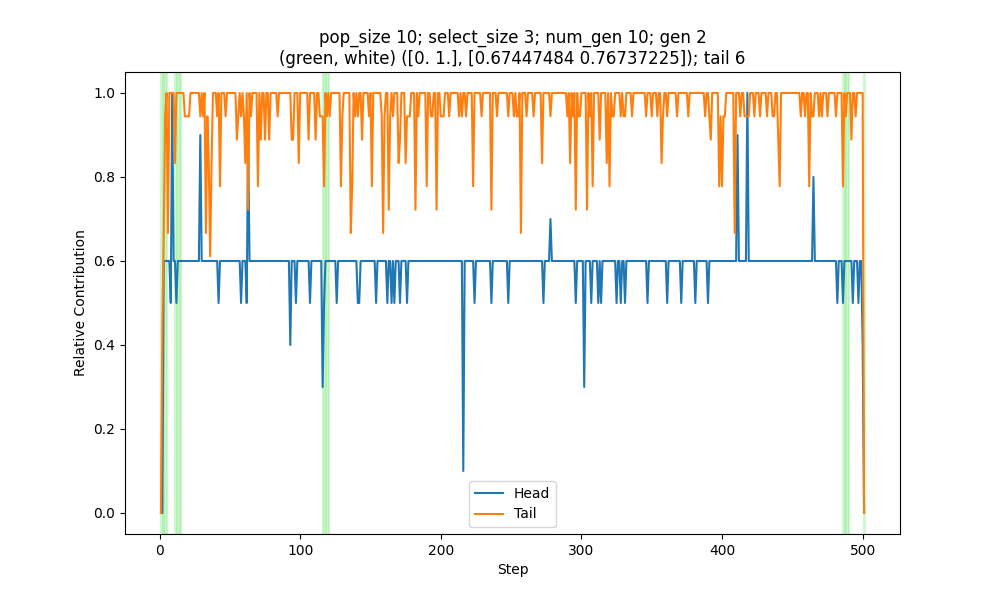 pop_size 10; select_size 3; num_gen 10; gen 2
(green, white) ([0. 1.], [0.67447484 0.76737225]); tail 6
Relative Contribution
1.0
0.8
0.6
0.4
0.2
0.0
Head
Tail
0 100 200 300 400 500
Step